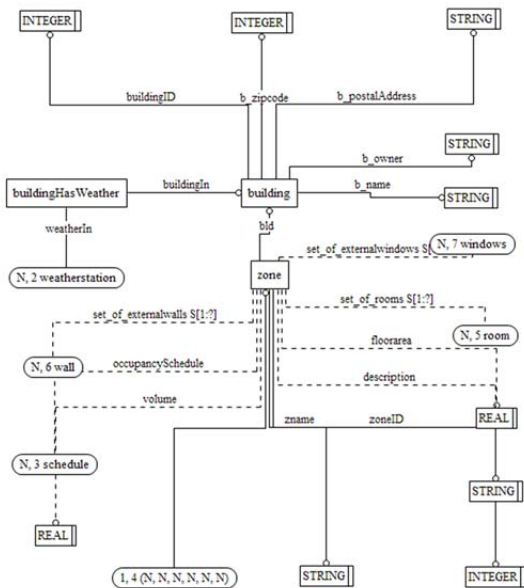 INTEGER
INTEGER
STRING
buildingID
b_zipcode
b_postalAddress
STRING
b_owner
buildingHasWeather
buildingIn
building
b_name
STRING
weatherIn
bld
N, 2 weatherstation
set_of_externalwindows S[
N, 7 windows
zone
set_of_externalwalls S[1:?]
set_of_rooms S[1:?]
N, 5 room
N, 6 wall
occupancySchedule
floorarea
description
volume
zname
zoneID
REAL
N, 3 schedule
STRING
REAL
1, 4 (N, N, N, N, N, N)
STRING
INTEGER